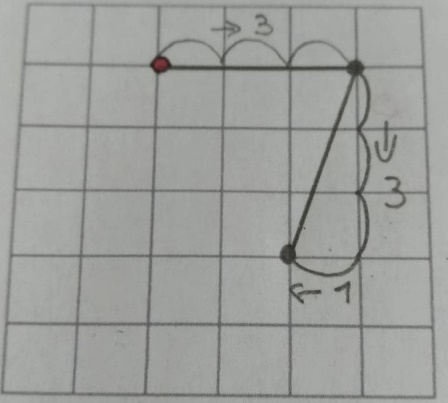 → 3
↓
3
← 1